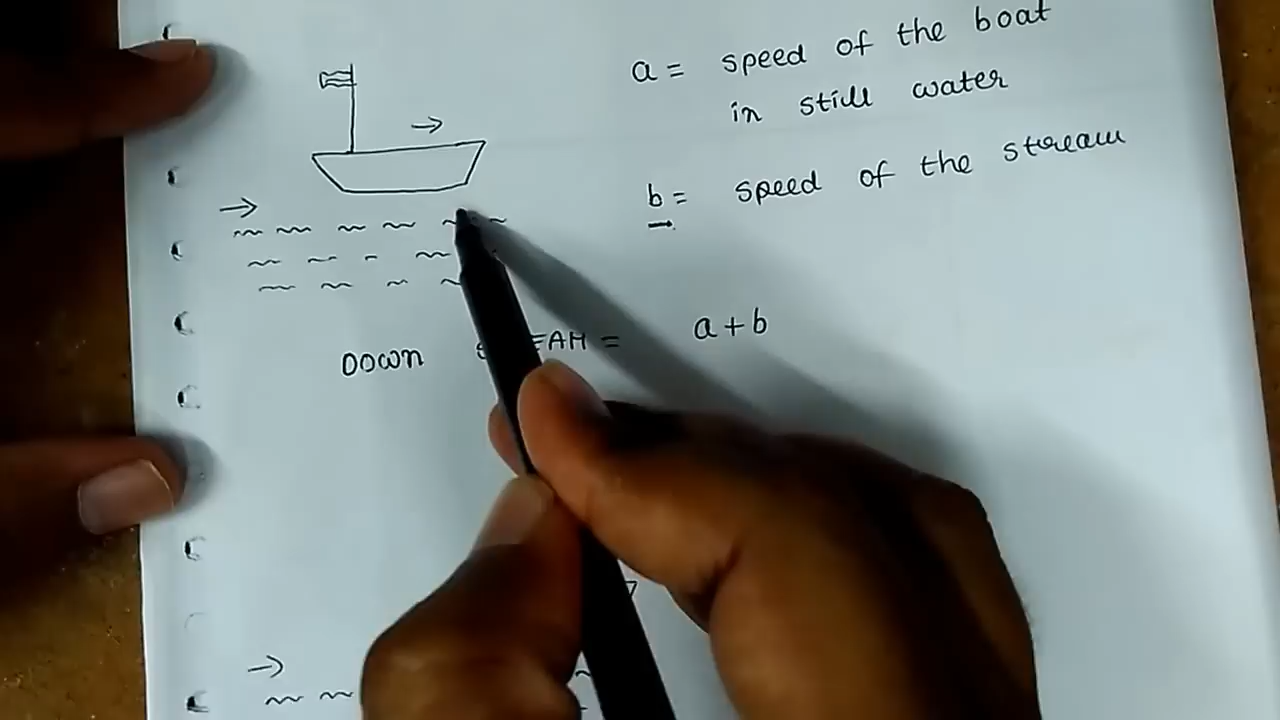 a = speed of the boat
in still water
b = speed of the stream
DOWN = a + b